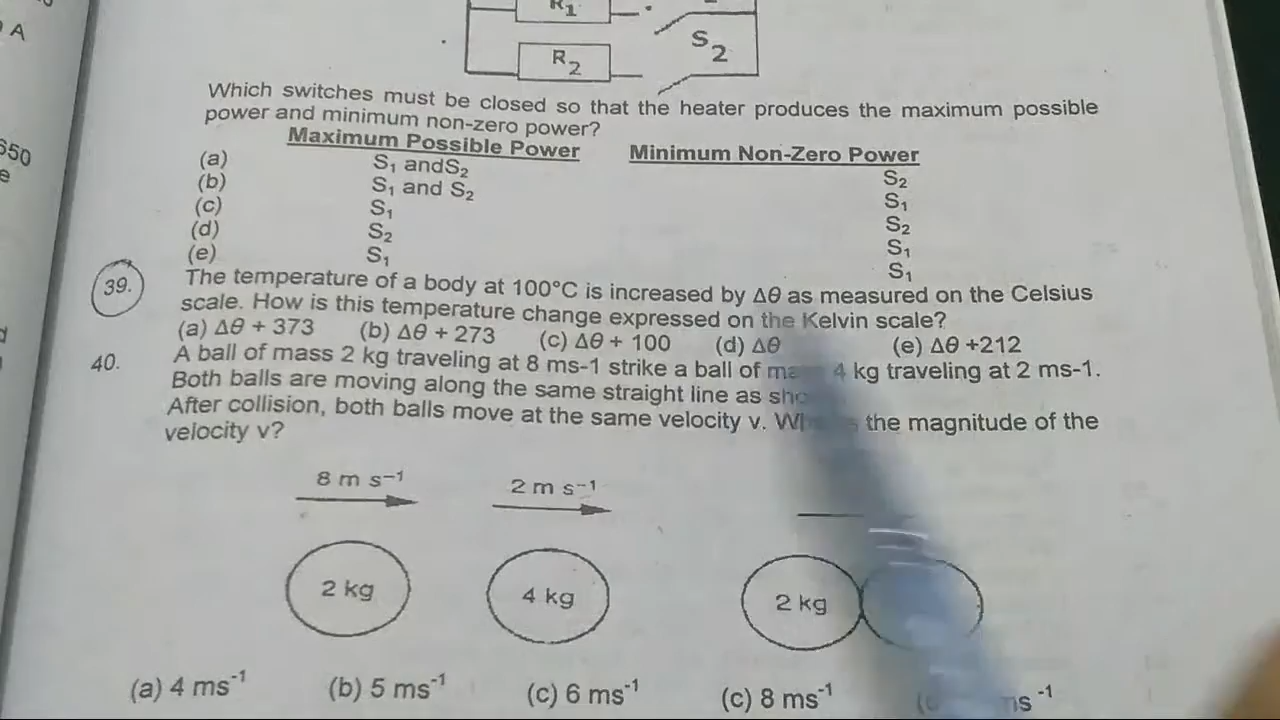 A
R1
650
e
S2
R2
Which switches must be closed so that the heater produces the maximum possible
power and minimum non-zero power?
Maximum Possible Power Minimum Non-Zero Power
(a) S₁ andS₂ S₂
(b) S₁ and S₂ S₁
(c) S₁ S₂
(d) S₂ S₁
(e) S₁ S₁
39. The temperature of a body at 100°C is increased by Δθ as measured on the Celsius
scale. How is this temperature change expressed on the Kelvin scale?
(a) Δθ + 373 (b) Δθ + 273 (c) Δθ + 100 (d) Δθ (e) Δθ +212
40. A ball of mass 2 kg traveling at 8 ms-1 strike a ball of 4 kg traveling at 2 ms-1.
Both balls are moving along the same straight line as
After collision, both balls move at the same velocity v. the magnitude of the
velocity v?
8 m s⁻¹ 2 m s⁻¹
2 kg 4 kg 2 kg
(a) 4 ms⁻¹ (b) 5 ms⁻¹ (c) 6 ms⁻¹ (c) 8 ms⁻¹